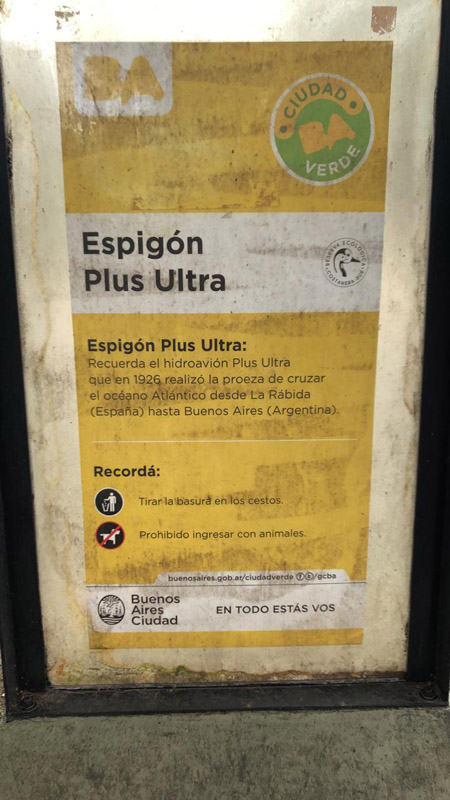 BA
CIUDAD
BA
VERDE
Espigón
Plus Ultra
RESERVA ECOLÓGICA
COSTANERA SUR
Espigón Plus Ultra:
Recuerda el hidroavión Plus Ultra
que en 1926 realizó la proeza de cruzar
el océano Atlántico desde La Rábida
(España) hasta Buenos Aires (Argentina).
Recordá:
Tirar la basura en los cestos.
Prohibido ingresar con animales.
buenosaires.gob.ar/ciudadverde /gcba
Buenos
Aires
Ciudad
EN TODO ESTÁS VOS